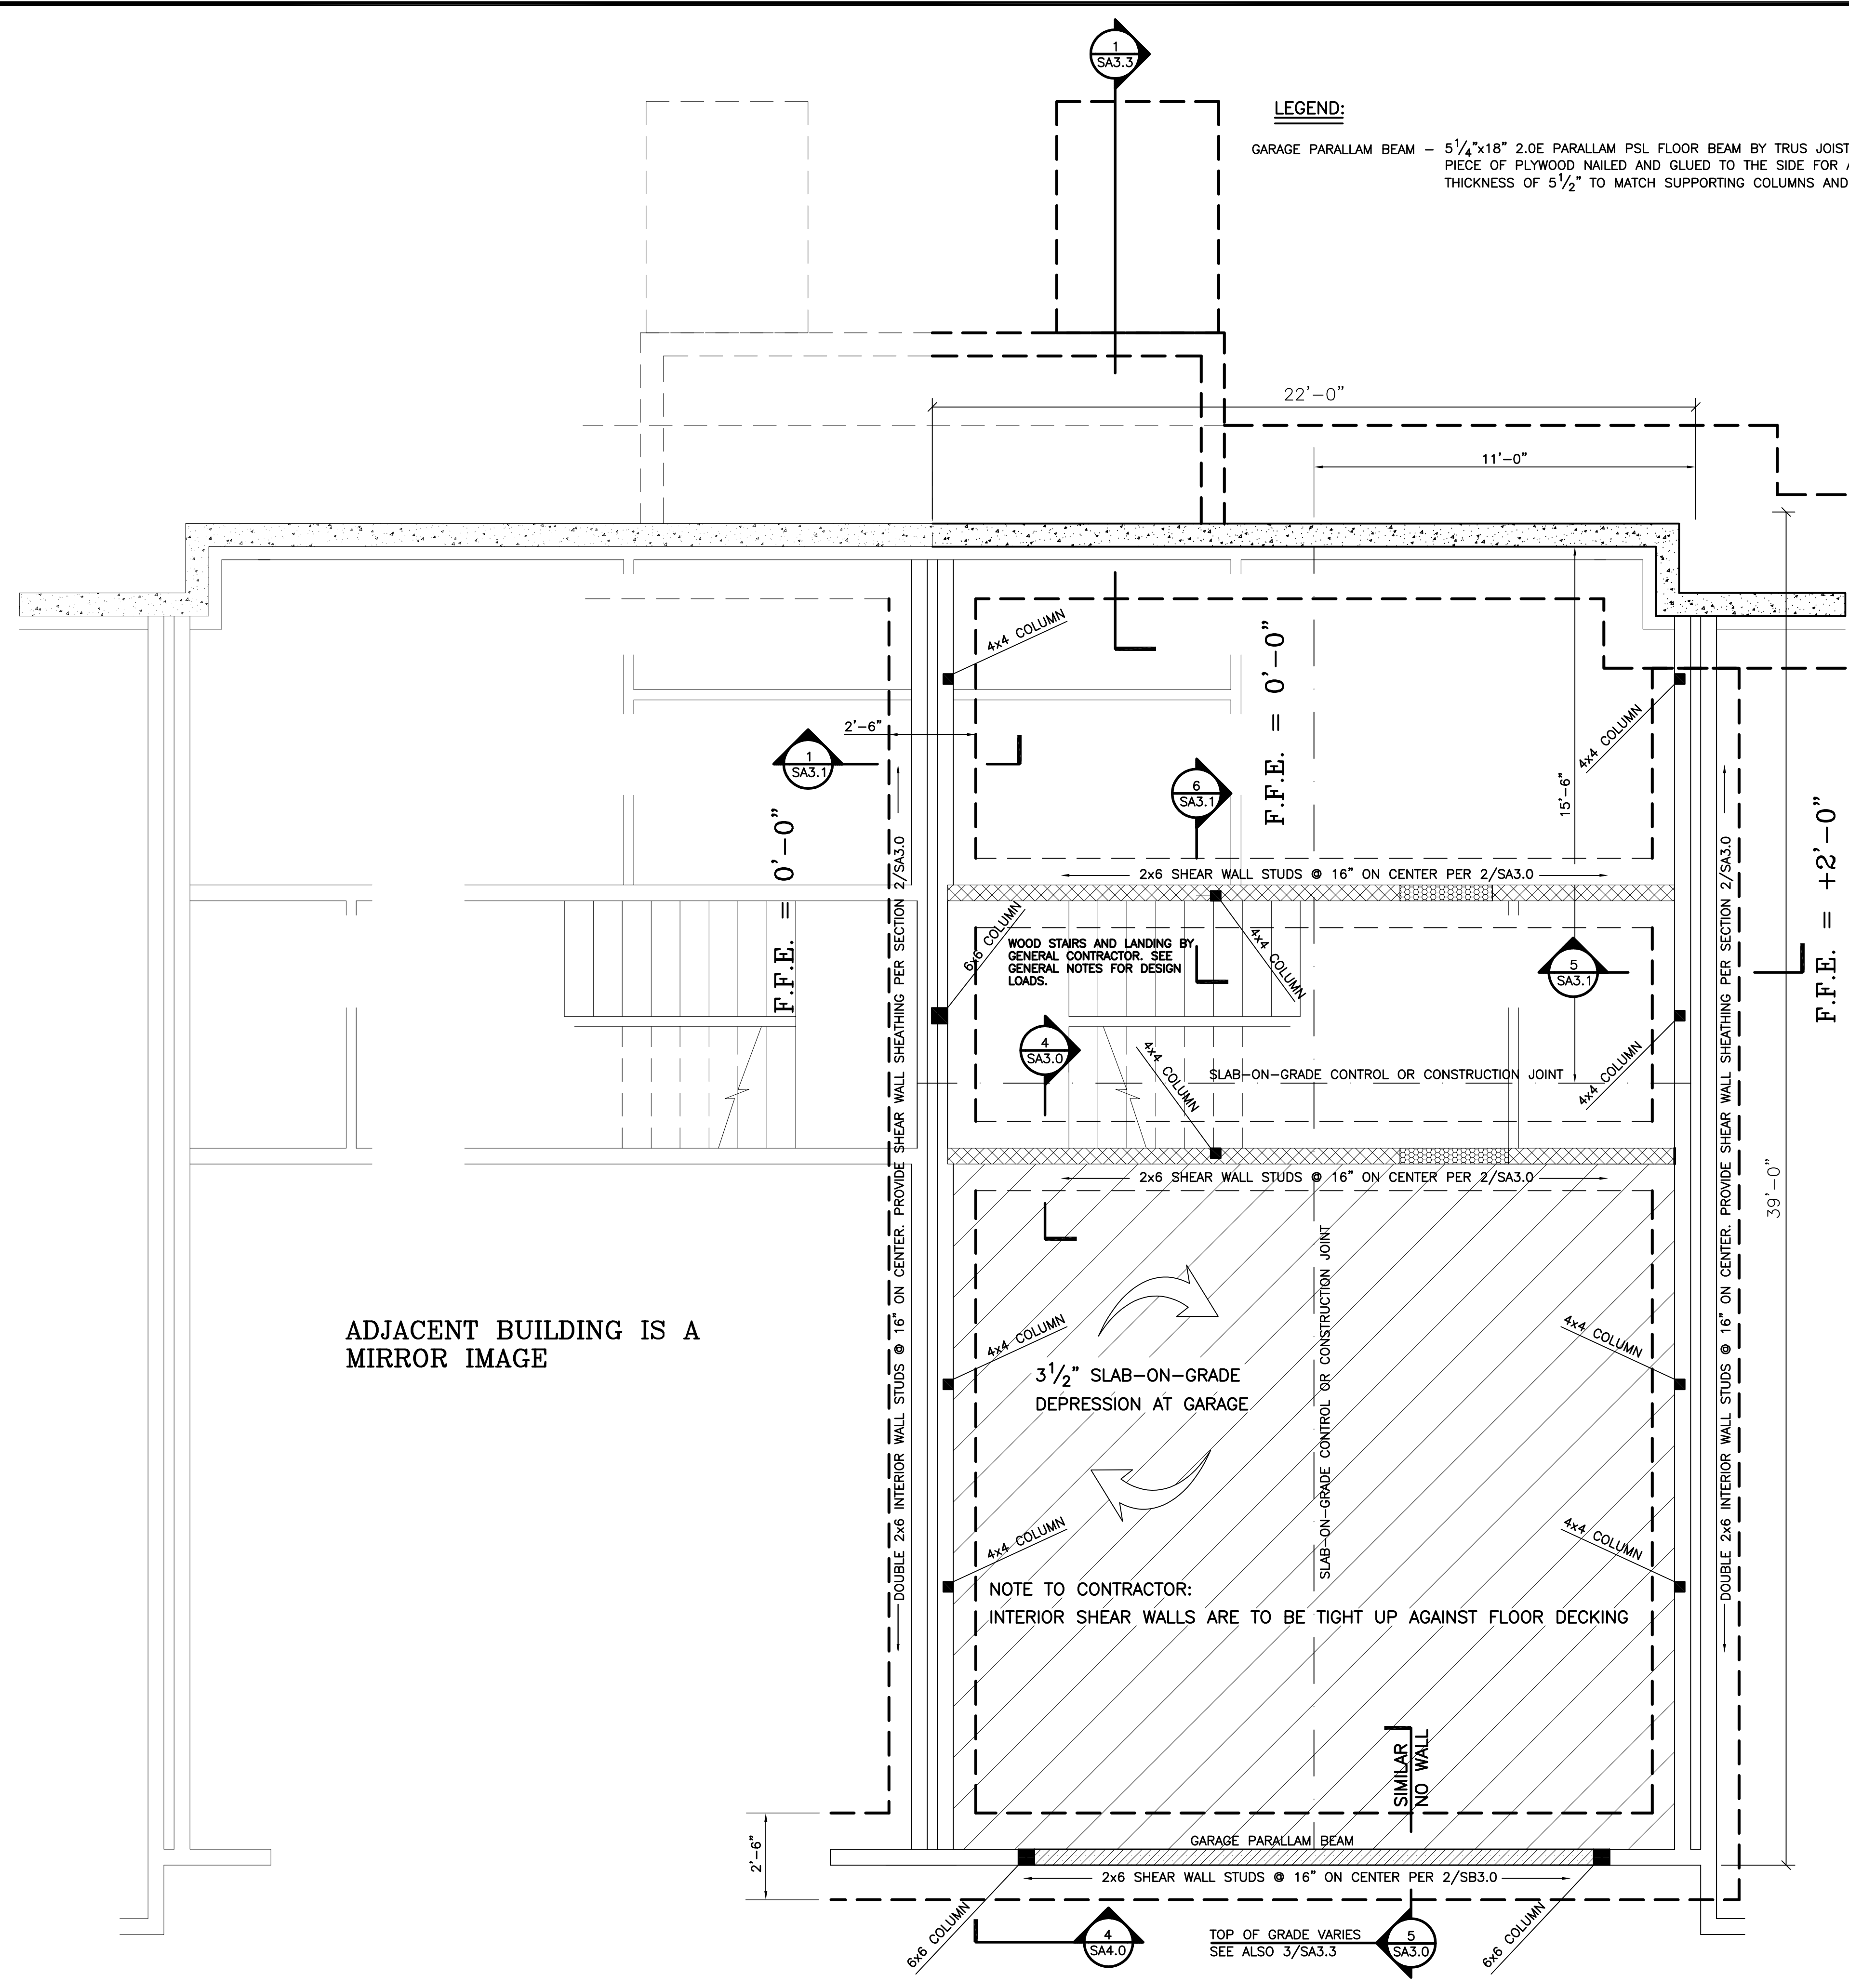 1
SA3.3
LEGEND:
GARAGE PARALLAM BEAM – 5 1/4"x18" 2.0E PARALLAM PSL FLOOR BEAM BY TRUS JOIST
PIECE OF PLYWOOD NAILED AND GLUED TO THE SIDE FOR A
THICKNESS OF 5 1/2" TO MATCH SUPPORTING COLUMNS AND
22'-0"
11'-0"
4x4 COLUMN
F.F.E. = 0'-0"
4x4 COLUMN
2'-6"
1
SA3.1
6
SA3.1
15'-6"
F.F.E. = 0'-0"
F.F.E. = +2'-0"
2x6 SHEAR WALL STUDS @ 16" ON CENTER PER 2/SA3.0
6x6 COLUMN
WOOD STAIRS AND LANDING BY
GENERAL CONTRACTOR. SEE
GENERAL NOTES FOR DESIGN
LOADS.
4x4 COLUMN
5
SA3.1
4
SA3.0
4x4 COLUMN
SLAB-ON-GRADE CONTROL OR CONSTRUCTION JOINT
4x4 COLUMN
2x6 SHEAR WALL STUDS @ 16" ON CENTER PER 2/SA3.0
39'-0"
DOUBLE 2x6 INTERIOR WALL STUDS @ 16" ON CENTER. PROVIDE SHEAR WALL SHEATHING PER SECTION 2/SA3.0
DOUBLE 2x6 INTERIOR WALL STUDS @ 16" ON CENTER. PROVIDE SHEAR WALL SHEATHING PER SECTION 2/SA3.0
SLAB-ON-GRADE CONTROL OR CONSTRUCTION JOINT
ADJACENT BUILDING IS A
MIRROR IMAGE
4x4 COLUMN
4x4 COLUMN
3 1/2" SLAB-ON-GRADE
DEPRESSION AT GARAGE
4x4 COLUMN
4x4 COLUMN
NOTE TO CONTRACTOR:
INTERIOR SHEAR WALLS ARE TO BE TIGHT UP AGAINST FLOOR DECKING
SIMILAR
NO WALL
2'-6"
GARAGE PARALLAM BEAM
2x6 SHEAR WALL STUDS @ 16" ON CENTER PER 2/SB3.0
6x6 COLUMN
4
SA4.0
TOP OF GRADE VARIES
SEE ALSO 3/SA3.3
5
SA3.0
6x6 COLUMN